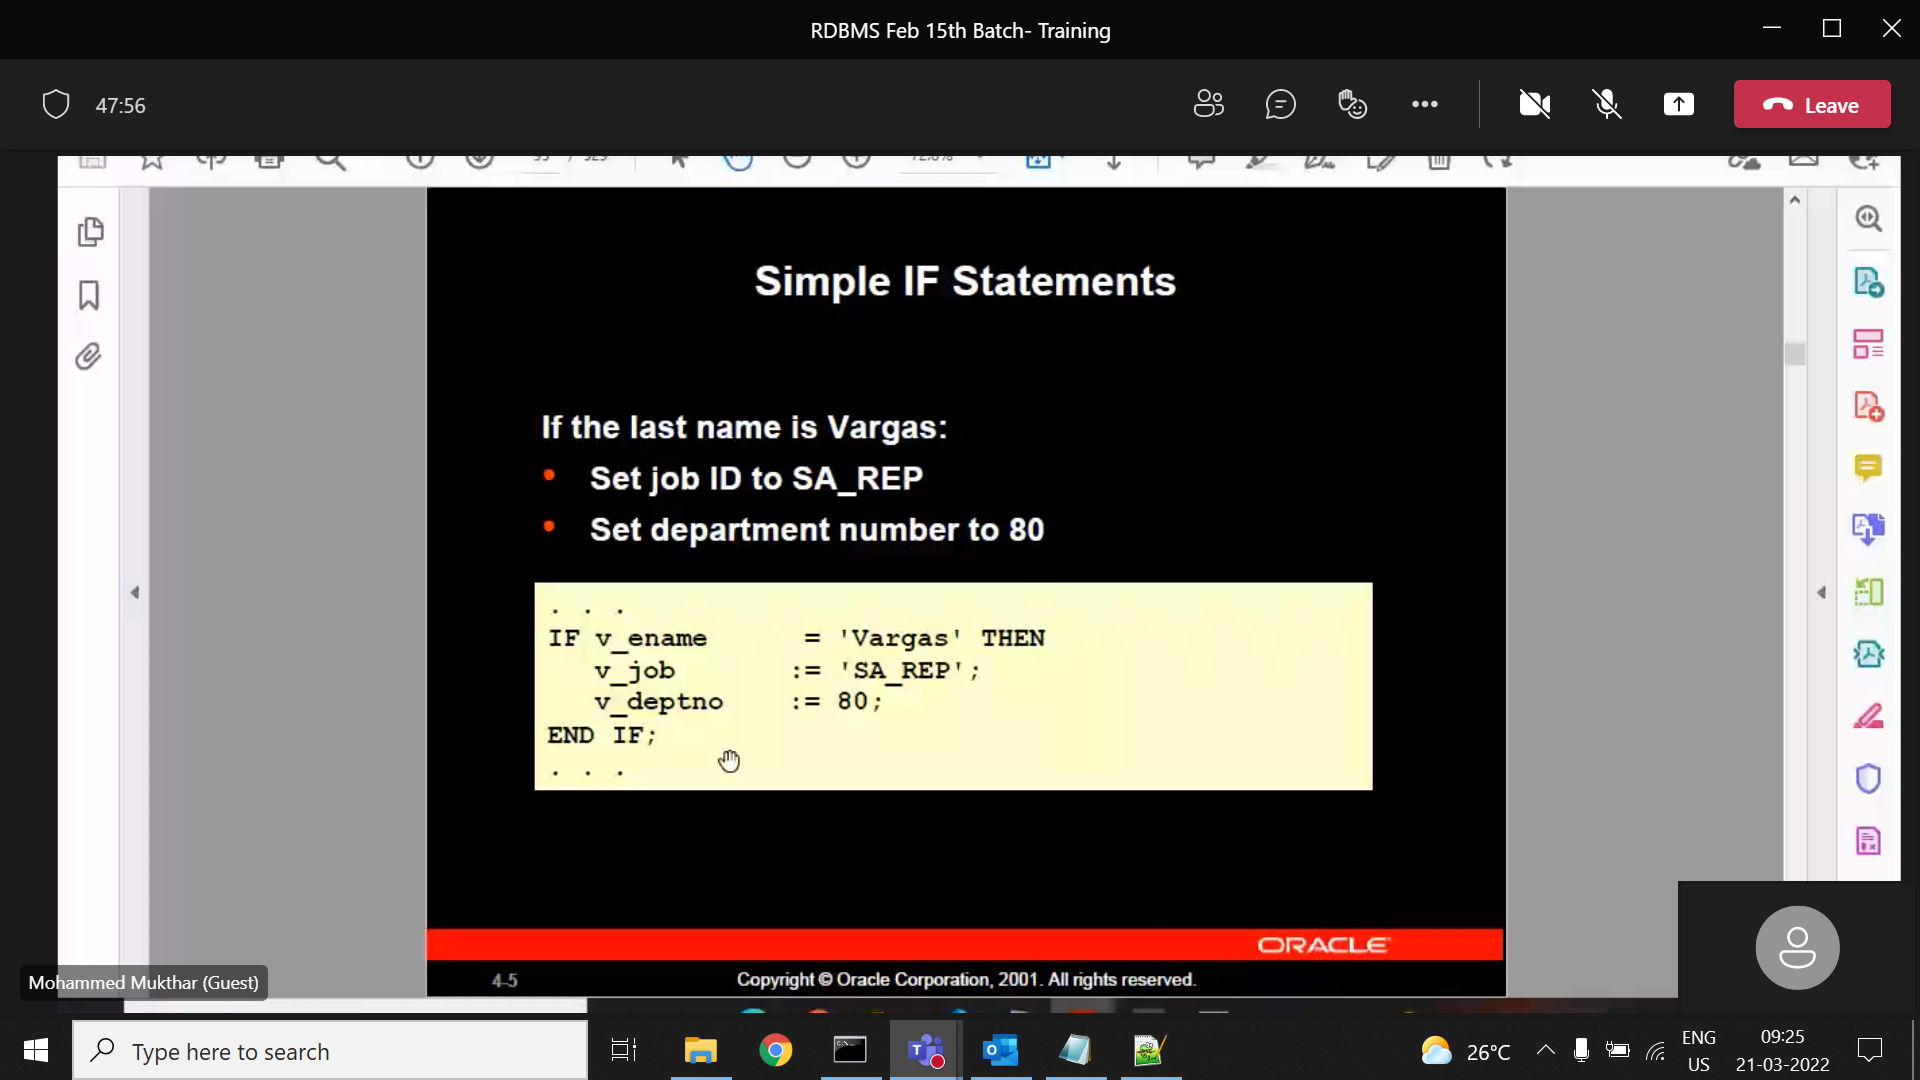 RDBMS Feb 15th Batch- Training
47:56
Leave
Simple IF Statements
If the last name is Vargas:
• Set job ID to SA_REP
• Set department number to 80
. . .
IF v_ename = 'Vargas' THEN
v_job := 'SA_REP';
v_deptno := 80;
END IF;
. . .
ORACLE
4-5
Copyright © Oracle Corporation, 2001. All rights reserved.
Mohammed Mukthar (Guest)
Type here to search
26°C
ENG
US
09:25
21-03-2022